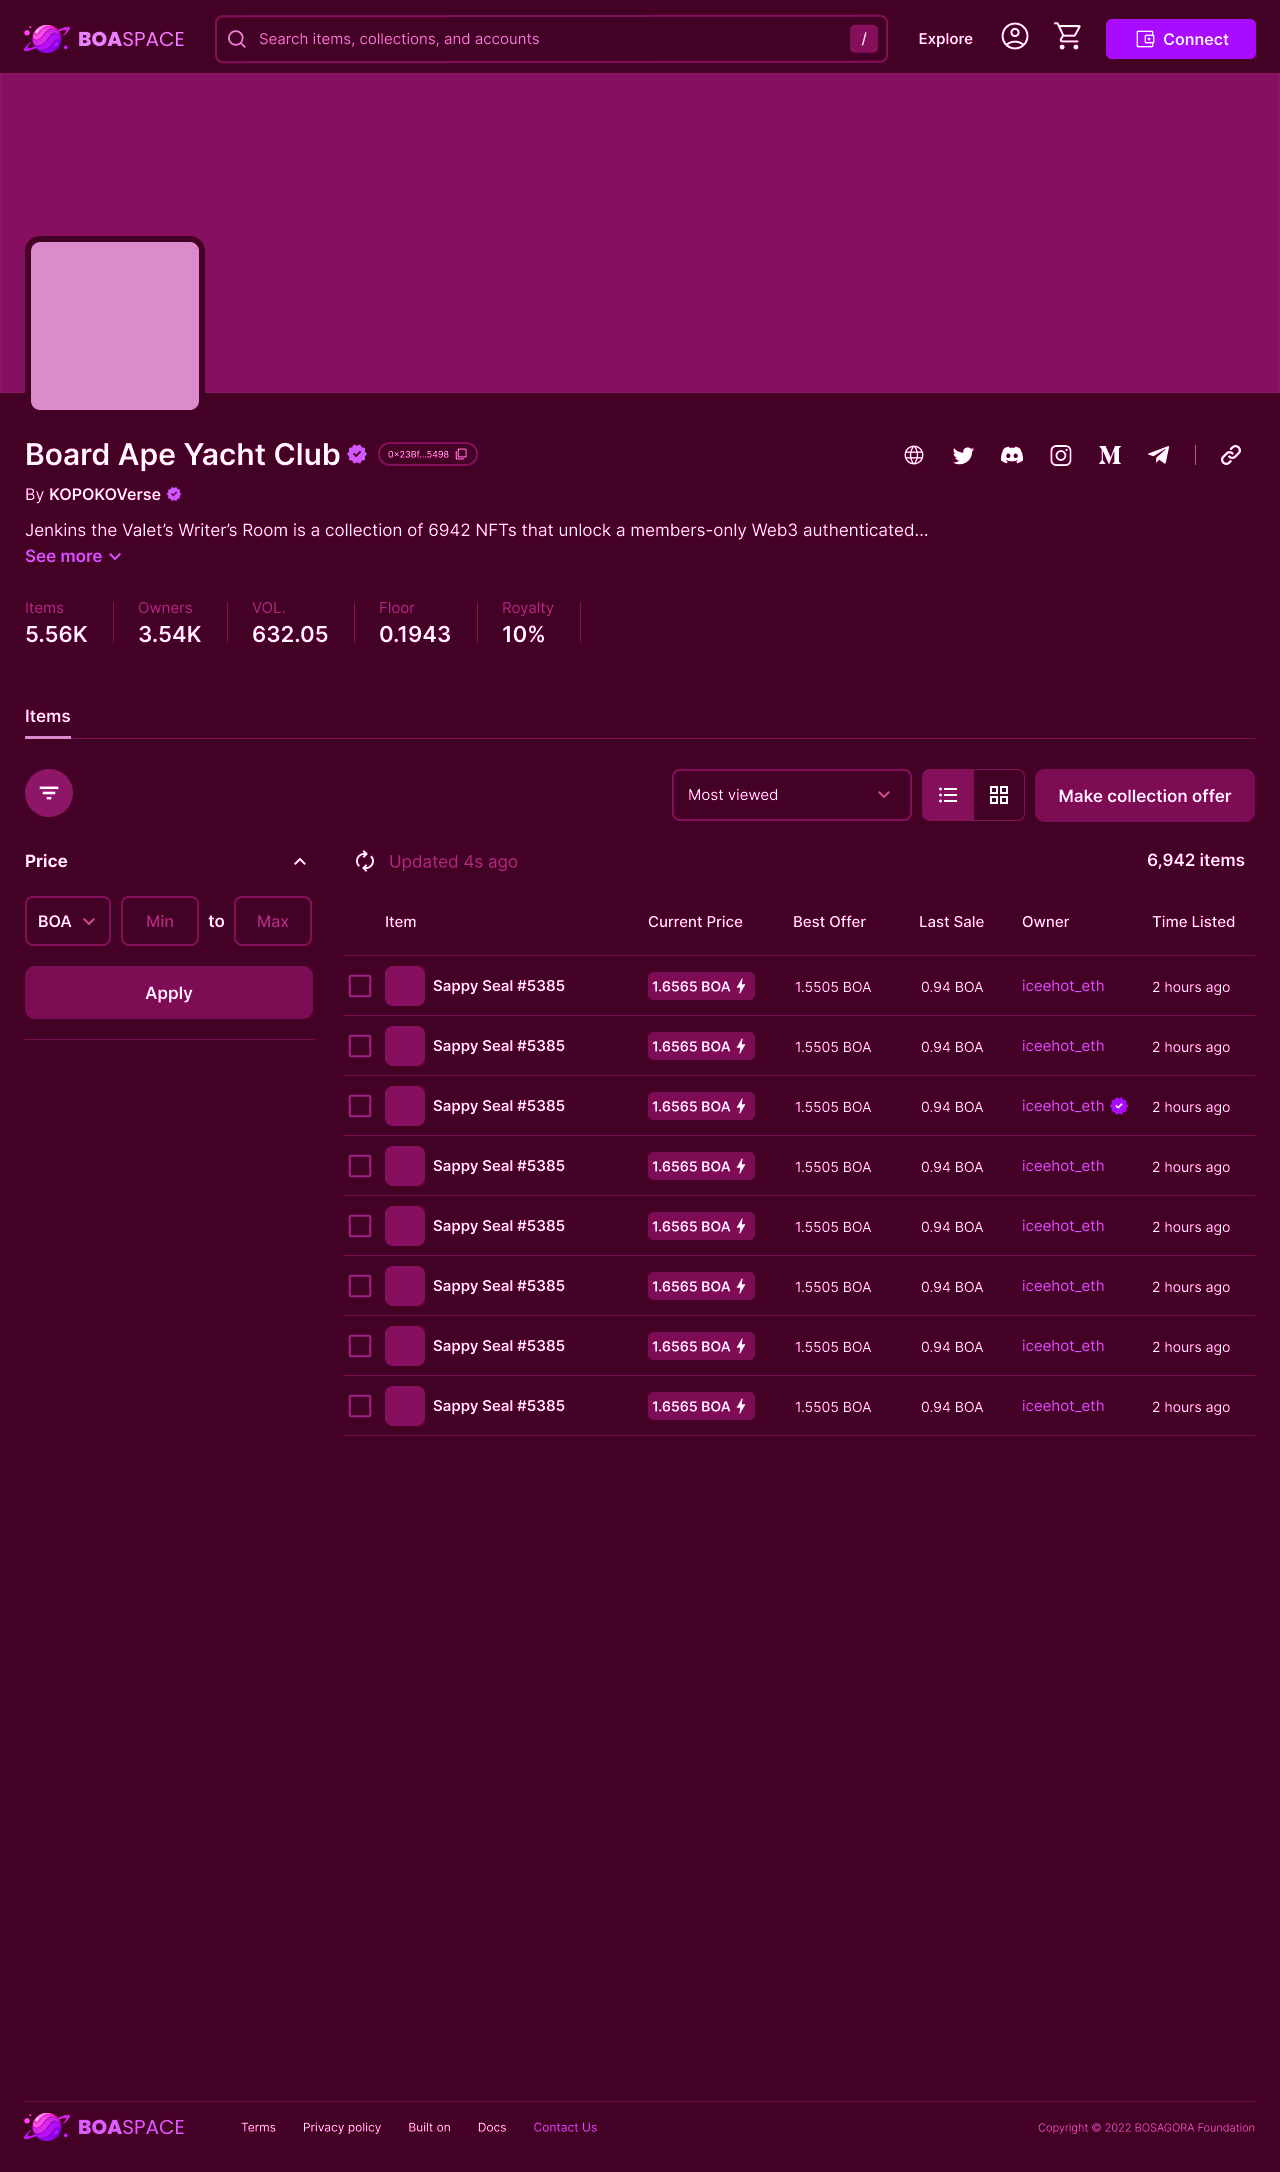 BOASPACE
Search items, collections, and accounts
/
Explore
Connect
Board Ape Yacht Club
0x23Bf...5498
By KOPOKOVerse
Jenkins the Valet’s Writer’s Room is a collection of 6942 NFTs that unlock a members-only Web3 authenticated...
See more
Items Owners VOL. Floor Royalty
5.56K 3.54K 632.05 0.1943 10%
Items
Most viewed
Make collection offer
Price
Updated 4s ago
6,942 items
BOA Min to Max
Apply
Item Current Price Best Offer Last Sale Owner Time Listed
Sappy Seal #5385 1.6565 BOA 1.5505 BOA 0.94 BOA iceehot_eth 2 hours ago
Sappy Seal #5385 1.6565 BOA 1.5505 BOA 0.94 BOA iceehot_eth 2 hours ago
Sappy Seal #5385 1.6565 BOA 1.5505 BOA 0.94 BOA iceehot_eth 2 hours ago
Sappy Seal #5385 1.6565 BOA 1.5505 BOA 0.94 BOA iceehot_eth 2 hours ago
Sappy Seal #5385 1.6565 BOA 1.5505 BOA 0.94 BOA iceehot_eth 2 hours ago
Sappy Seal #5385 1.6565 BOA 1.5505 BOA 0.94 BOA iceehot_eth 2 hours ago
Sappy Seal #5385 1.6565 BOA 1.5505 BOA 0.94 BOA iceehot_eth 2 hours ago
Sappy Seal #5385 1.6565 BOA 1.5505 BOA 0.94 BOA iceehot_eth 2 hours ago
BOASPACE
Terms Privacy policy Built on Docs Contact Us
Copyright © 2022 BOSAGORA Foundation